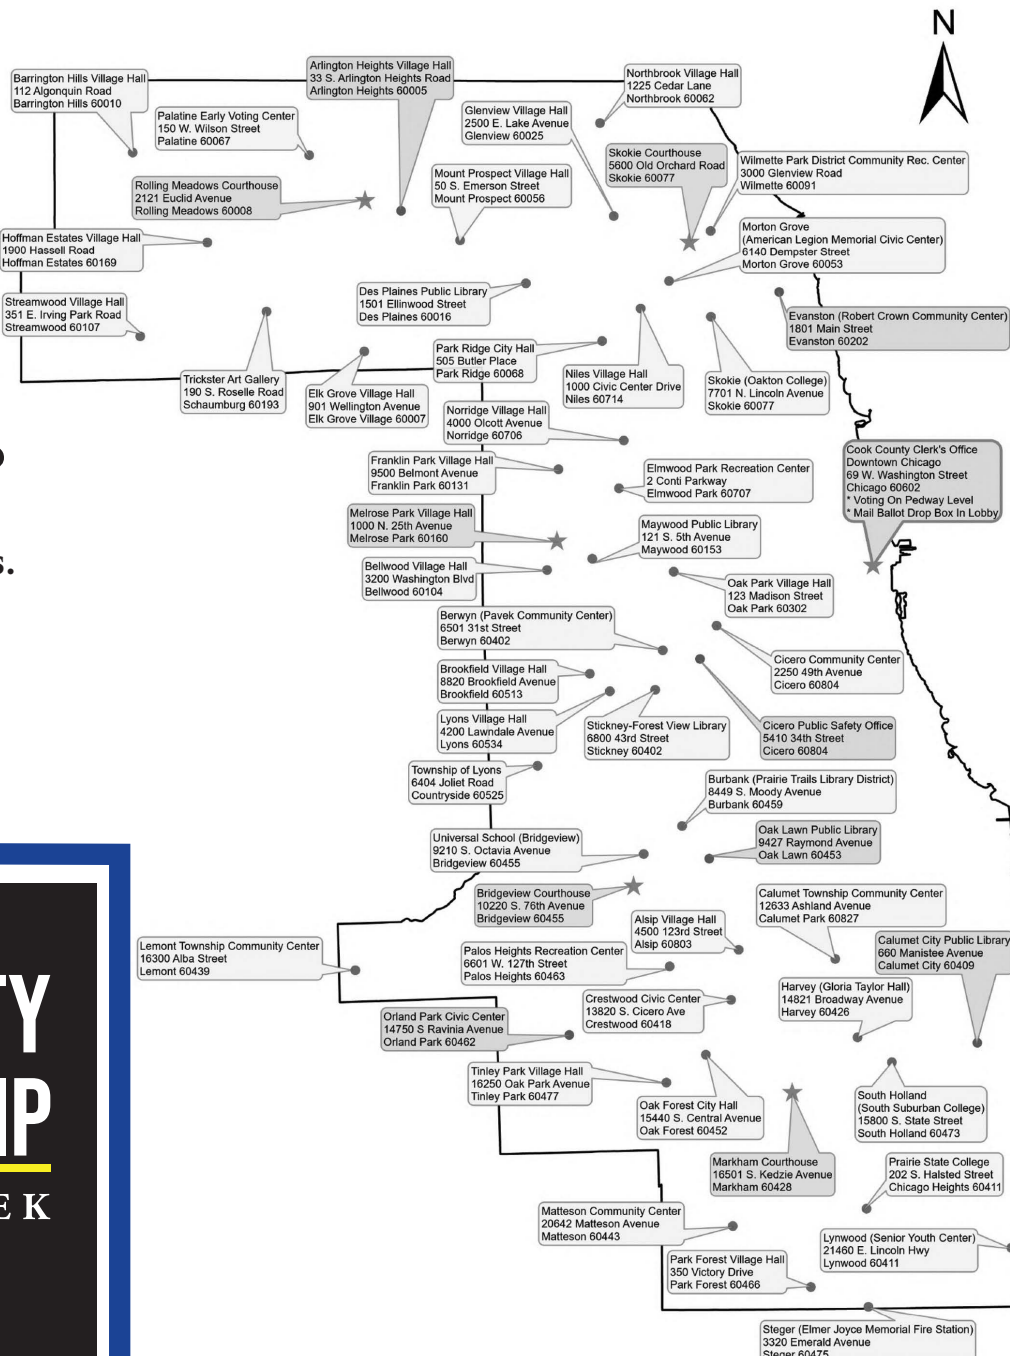 N
Barrington Hills Village Hall
112 Algonquin Road
Barrington Hills 60010
Palatine Early Voting Center
150 W. Wilson Street
Palatine 60067
Arlington Heights Village Hall
33 S. Arlington Heights Road
Arlington Heights 60005
Glenview Village Hall
2500 E. Lake Avenue
Glenview 60025
Northbrook Village Hall
1225 Cedar Lane
Northbrook 60062
Rolling Meadows Courthouse
2121 Euclid Avenue
Rolling Meadows 60008
Mount Prospect Village Hall
50 S. Emerson Street
Mount Prospect 60056
Skokie Courthouse
5600 Old Orchard Road
Skokie 60077
Wilmette Park District Community Rec. Center
3000 Glenview Road
Wilmette 60091
Hoffman Estates Village Hall
1900 Hassell Road
Hoffman Estates 60169
Morton Grove
(American Legion Memorial Civic Center)
6140 Dempster Street
Morton Grove 60053
Streamwood Village Hall
351 E. Irving Park Road
Streamwood 60107
Des Plaines Public Library
1501 Ellinwood Street
Des Plaines 60016
Evanston (Robert Crown Community Center)
1801 Main Street
Evanston 60202
Trickster Art Gallery
190 S. Roselle Road
Schaumburg 60193
Elk Grove Village Hall
901 Wellington Avenue
Elk Grove Village 60007
Park Ridge City Hall
505 Butler Place
Park Ridge 60068
Niles Village Hall
1000 Civic Center Drive
Niles 60714
Skokie (Oakton College)
7701 N. Lincoln Avenue
Skokie 60077
Norridge Village Hall
4000 Olcott Avenue
Norridge 60706
Franklin Park Village Hall
9500 Belmont Avenue
Franklin Park 60131
Elmwood Park Recreation Center
2 Conti Parkway
Elmwood Park 60707
Cook County Clerk's Office
Downtown Chicago
69 W. Washington Street
Chicago 60602
* Voting On Pedway Level
* Mail Ballot Drop Box In Lobby
Melrose Park Village Hall
1000 N. 25th Avenue
Melrose Park 60160
Maywood Public Library
121 S. 5th Avenue
Maywood 60153
s.
Bellwood Village Hall
3200 Washington Blvd
Bellwood 60104
Oak Park Village Hall
123 Madison Street
Oak Park 60302
Berwyn (Pavek Community Center)
6501 31st Street
Berwyn 60402
Cicero Community Center
2250 49th Avenue
Cicero 60804
Brookfield Village Hall
8820 Brookfield Avenue
Brookfield 60513
Lyons Village Hall
4200 Lawndale Avenue
Lyons 60534
Stickney-Forest View Library
6800 43rd Street
Stickney 60402
Cicero Public Safety Office
5410 34th Street
Cicero 60804
Township of Lyons
6404 Joliet Road
Countryside 60525
Burbank (Prairie Trails Library District)
8449 S. Moody Avenue
Burbank 60459
Universal School (Bridgeview)
9210 S. Octavia Avenue
Bridgeview 60455
Oak Lawn Public Library
9427 Raymond Avenue
Oak Lawn 60453
Bridgeview Courthouse
10220 S. 76th Avenue
Bridgeview 60455
Alsip Village Hall
4500 123rd Street
Alsip 60803
Calumet Township Community Center
12633 Ashland Avenue
Calumet Park 60827
Lemont Township Community Center
16300 Alba Street
Lemont 60439
Palos Heights Recreation Center
6601 W. 127th Street
Palos Heights 60463
Calumet City Public Library
660 Manistee Avenue
Calumet City 60409
Crestwood Civic Center
13820 S. Cicero Ave
Crestwood 60418
Harvey (Gloria Taylor Hall)
14821 Broadway Avenue
Harvey 60426
Orland Park Civic Center
14750 S Ravinia Avenue
Orland Park 60462
Tinley Park Village Hall
16250 Oak Park Avenue
Tinley Park 60477
Oak Forest City Hall
15440 S. Central Avenue
Oak Forest 60452
South Holland
(South Suburban College)
15800 S. State Street
South Holland 60473
Markham Courthouse
16501 S. Kedzie Avenue
Markham 60428
Prairie State College
202 S. Halsted Street
Chicago Heights 60411
Matteson Community Center
20642 Matteson Avenue
Matteson 60443
Lynwood (Senior Youth Center)
21460 E. Lincoln Hwy
Lynwood 60411
Park Forest Village Hall
350 Victory Drive
Park Forest 60466
Steger (Elmer Joyce Memorial Fire Station)
3320 Emerald Avenue
Steger 60475
TY
IP
EK